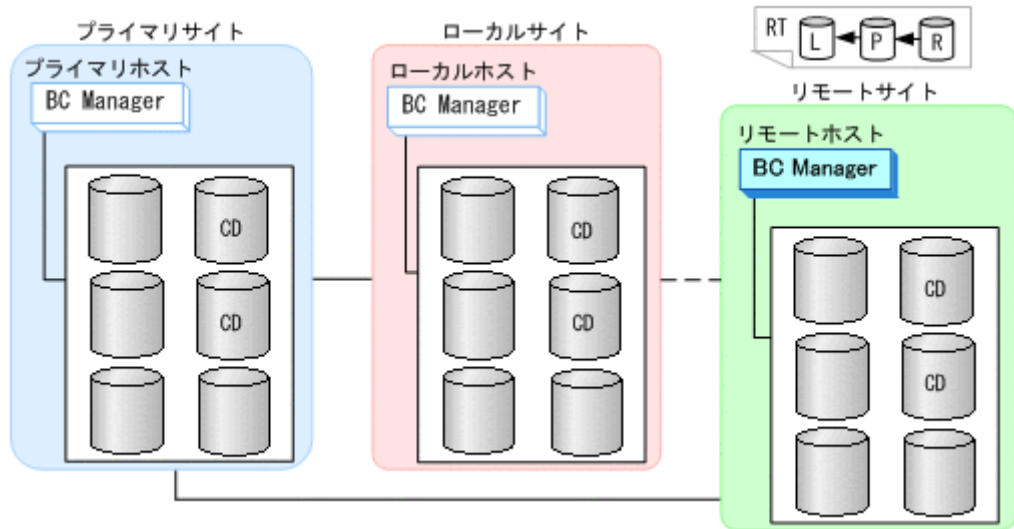 プライマリサイト
プライマリホスト
BC Manager
CD
CD
ローカルサイト
ローカルホスト
BC Manager
CD
CD
RT L P R
リモートサイト
リモートホスト
BC Manager
CD
CD